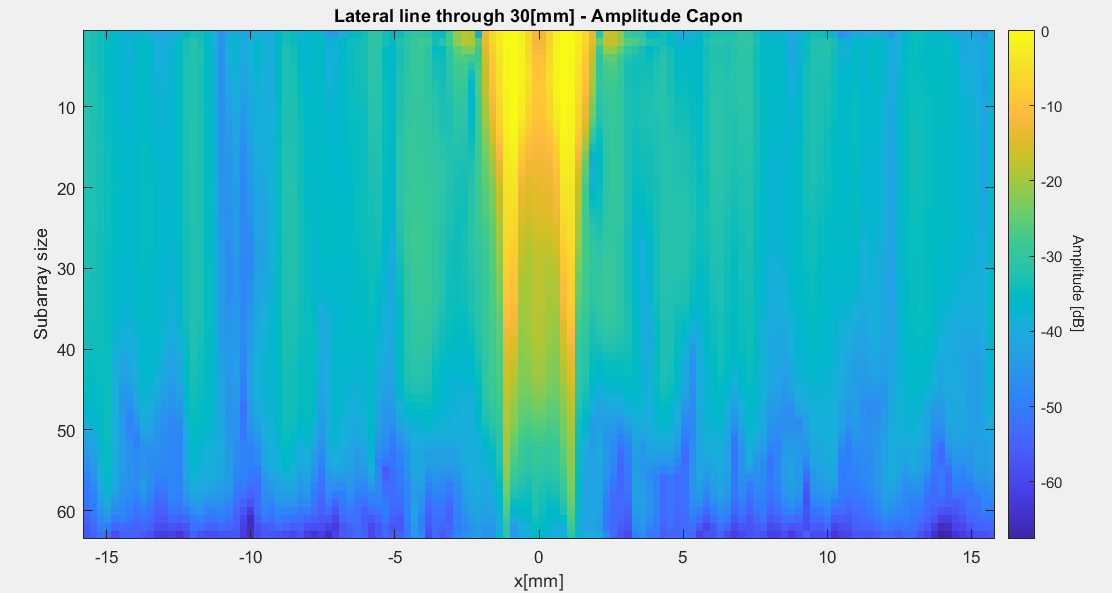 Lateral line through 30[mm] - Amplitude Capon
0
10
-10
20
-20
30
-30
40
-40
50
-50
60
-60
Subarray size
Amplitude [dB]
-15 -10 -5 0 5 10 15
x[mm]